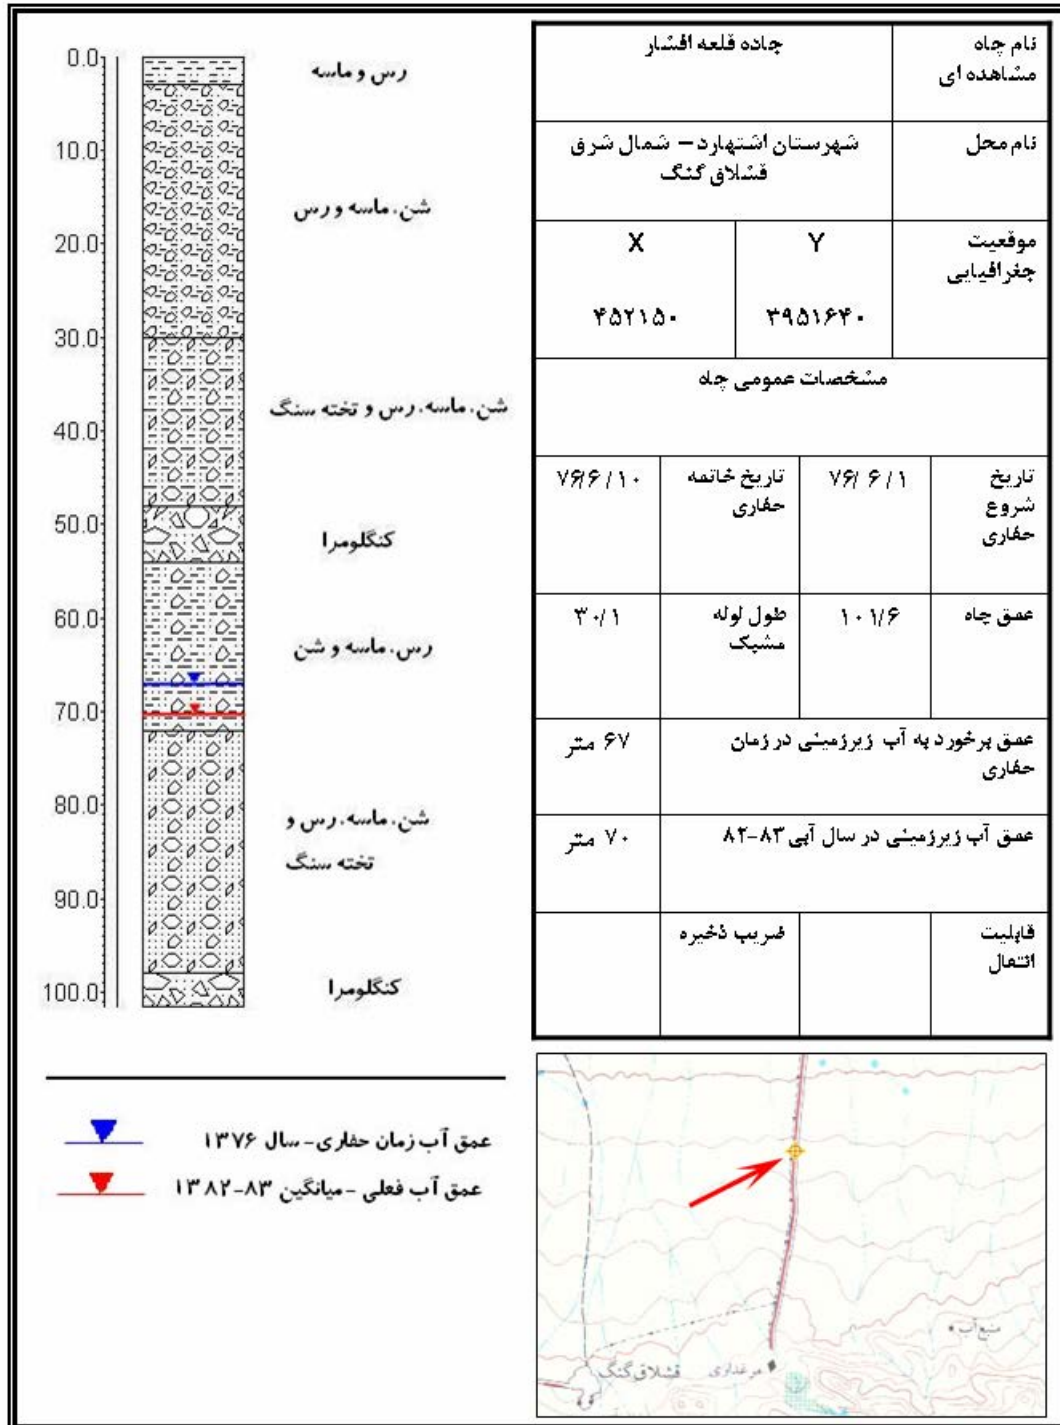 نام چاه مشاهده ای
جاده قلعه افشار
نام محل
شهرستان اشتهارد – شمال شرق
قشلاق گنگ
موقعیت جغرافیایی
Y
X
۳۹۵۱۶۴۰
۴۵۲۱۵۰
مشخصات عمومی چاه
تاریخ شروع حفاری
۷۶/۶/۱
تاریخ خاتمه حفاری
۷۶/۶/۱۰
عمق چاه
۱۰۱/۶
طول لوله مشبک
۳۰/۱
عمق برخورد به آب زیرزمینی در زمان حفاری
۶۷ متر
عمق آب زیرزمینی در سال آبی ۸۳-۸۲
۷۰ متر
قابلیت انتقال
ضریب ذخیره
0.0
10.0
20.0
30.0
40.0
50.0
60.0
70.0
80.0
90.0
100.0
رس و ماسه
شن، ماسه و رس
شن، ماسه، رس و تخته سنگ
کنگلومرا
رس، ماسه و شن
شن، ماسه، رس و
تخته سنگ
کنگلومرا
عمق آب زمان حفاری- سال ۱۳۷۶
عمق آب فعلی -میانگین ۸۳-۱۳۸۲
منبع آب
مرغداری
قشلاق گنگ